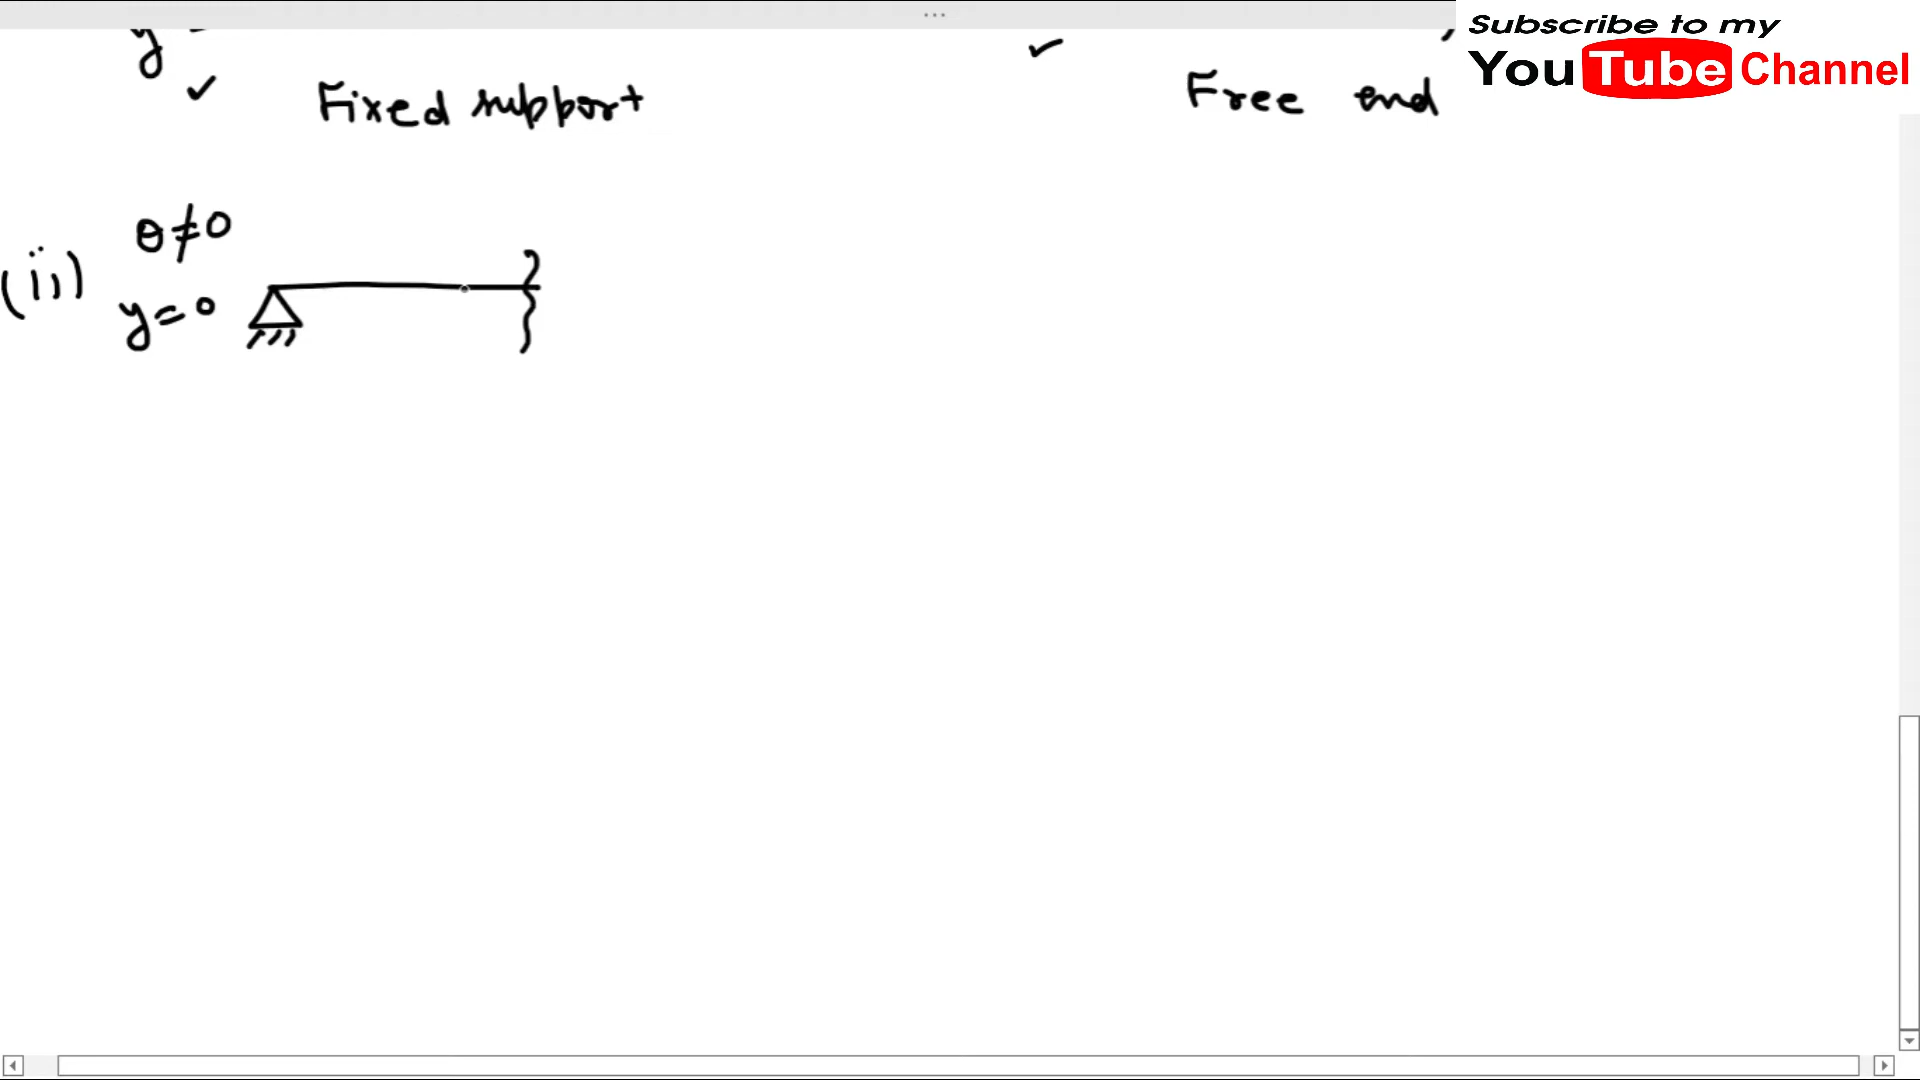 Subscribe to my
YouTube Channel
y =
Fixed support
Free end
(ii) θ≠0
y=0